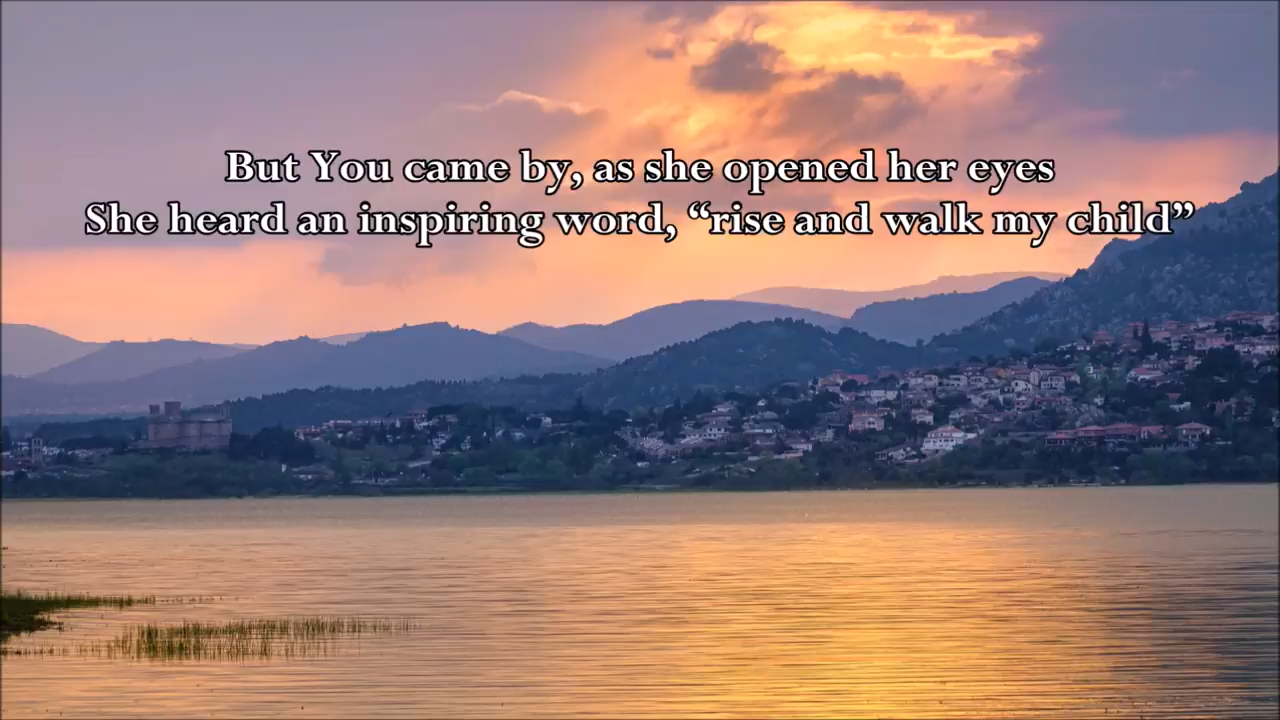 But You came by, as she opened her eyes
She heard an inspiring word, “rise and walk my child”